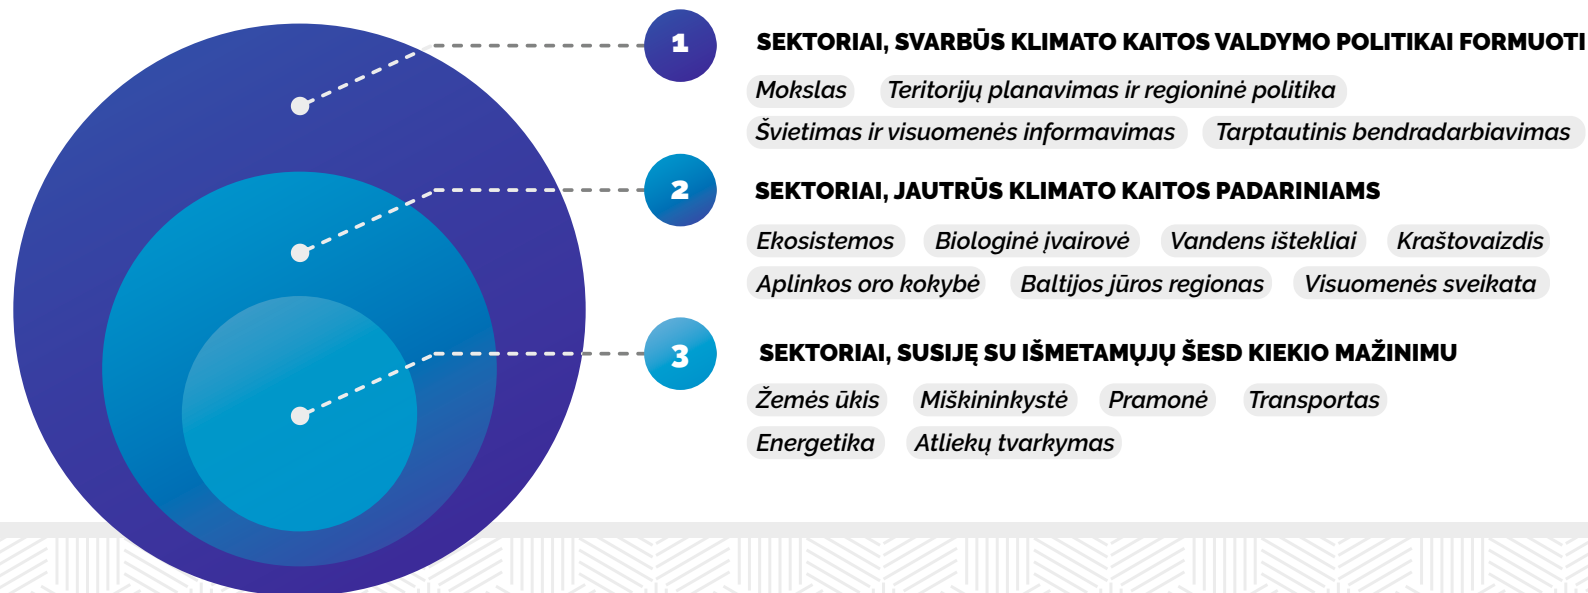 1
SEKTORIAI, SVARBŪS KLIMATO KAITOS VALDYMO POLITIKAI FORMUOTI
Mokslas Teritorijų planavimas ir regioninė politika
Švietimas ir visuomenės informavimas Tarptautinis bendradarbiavimas
2
SEKTORIAI, JAUTRŪS KLIMATO KAITOS PADARINIAMS
Ekosistemos Biologinė įvairovė Vandens ištekliai Kraštovaizdis
Aplinkos oro kokybė Baltijos jūros regionas Visuomenės sveikata
3
SEKTORIAI, SUSIJĘ SU IŠMETAMŲJŲ ŠESD KIEKIO MAŽINIMU
Žemės ūkis Miškininkystė Pramonė Transportas
Energetika Atliekų tvarkymas